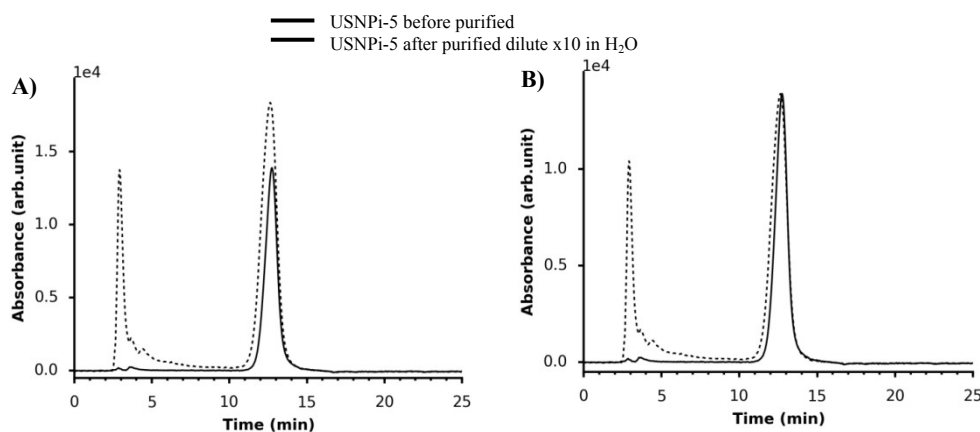 USNPi-5 before purified
USNPi-5 after purified dilute x10 in H₂O
A)
1e4
Absorbance (arb.unit)
1.5
1.0
0.5
0.0
0 5 10 15 20 25
Time (min)
B)
1e4
Absorbance (arb.unit)
1.0
0.5
0.0
0 5 10 15 20 25
Time (min)